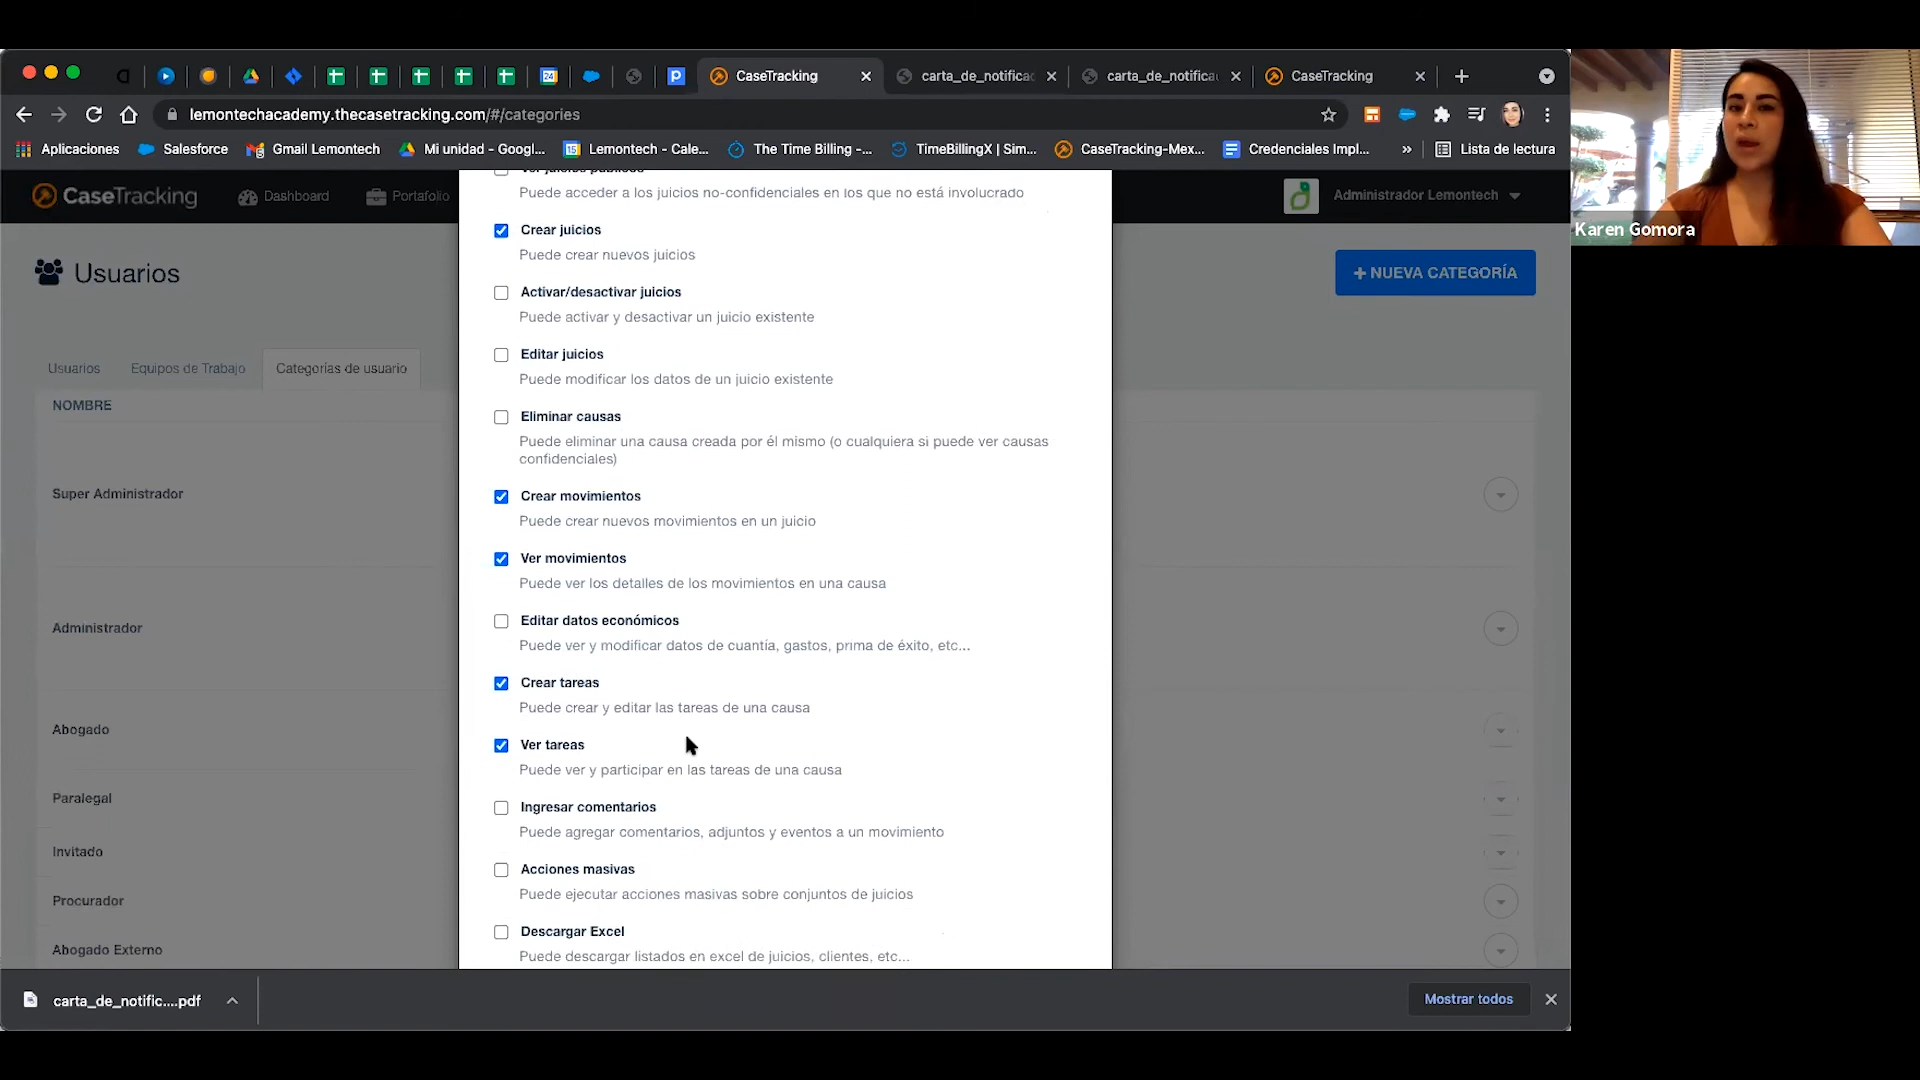 CaseTracking
carta_de_notificac
carta_de_notificac
CaseTracking
lemontechacademy.thecasetracking.com/#/categories
Aplicaciones
Salesforce
Gmail Lemontech
Mi unidad - Googl...
Lemontech - Cale...
The Time Billing -...
TimeBillingX | Sim...
CaseTracking-Mex...
Credenciales Impl...
»
Lista de lectura
CaseTracking
Dashboard
Portafolio
Administrador Lemontech
Karen Gomora
Usuarios
+ NUEVA CATEGORÍA
Usuarios
Equipos de Trabajo
Categorías de usuario
NOMBRE
Super Administrador
Administrador
Abogado
Paralegal
Invitado
Procurador
Abogado Externo
Ver juicios públicos
Puede acceder a los juicios no-confidenciales en los que no está involucrado
Crear juicios
Puede crear nuevos juicios
Activar/desactivar juicios
Puede activar y desactivar un juicio existente
Editar juicios
Puede modificar los datos de un juicio existente
Eliminar causas
Puede eliminar una causa creada por él mismo (o cualquiera si puede ver causas
confidenciales)
Crear movimientos
Puede crear nuevos movimientos en un juicio
Ver movimientos
Puede ver los detalles de los movimientos en una causa
Editar datos económicos
Puede ver y modificar datos de cuantía, gastos, prima de éxito, etc...
Crear tareas
Puede crear y editar las tareas de una causa
Ver tareas
Puede ver y participar en las tareas de una causa
Ingresar comentarios
Puede agregar comentarios, adjuntos y eventos a un movimiento
Acciones masivas
Puede ejecutar acciones masivas sobre conjuntos de juicios
Descargar Excel
Puede descargar listados en excel de juicios, clientes, etc...
carta_de_notific....pdf
Mostrar todos